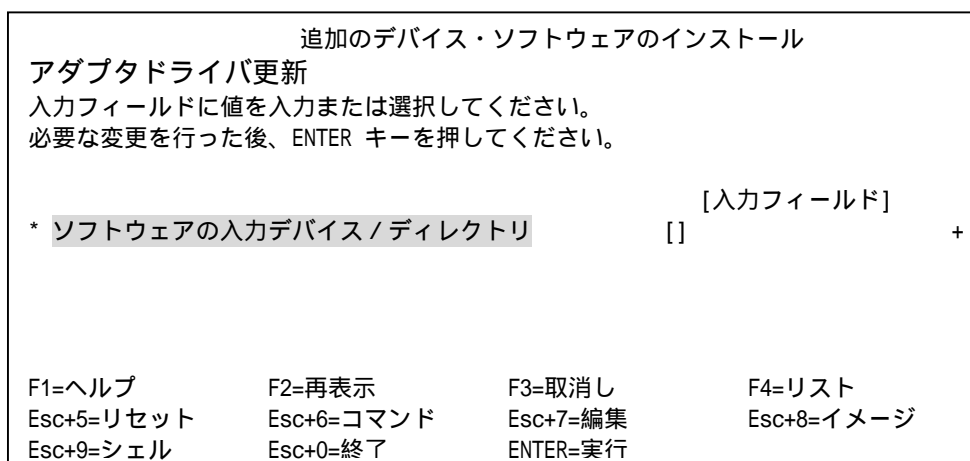 追加のデバイス・ソフトウェアのインストール
アダプタドライバ更新
入力フィールドに値を入力または選択してください。
必要な変更を行った後、ENTER キーを押してください。
[入力フィールド]
* ソフトウェアの入力デバイス / ディレクトリ [] +
F1=ヘルプ F2=再表示 F3=取消し F4=リスト
Esc+5=リセット Esc+6=コマンド Esc+7=編集 Esc+8=イメージ
Esc+9=シェル Esc+0=終了 ENTER=実行